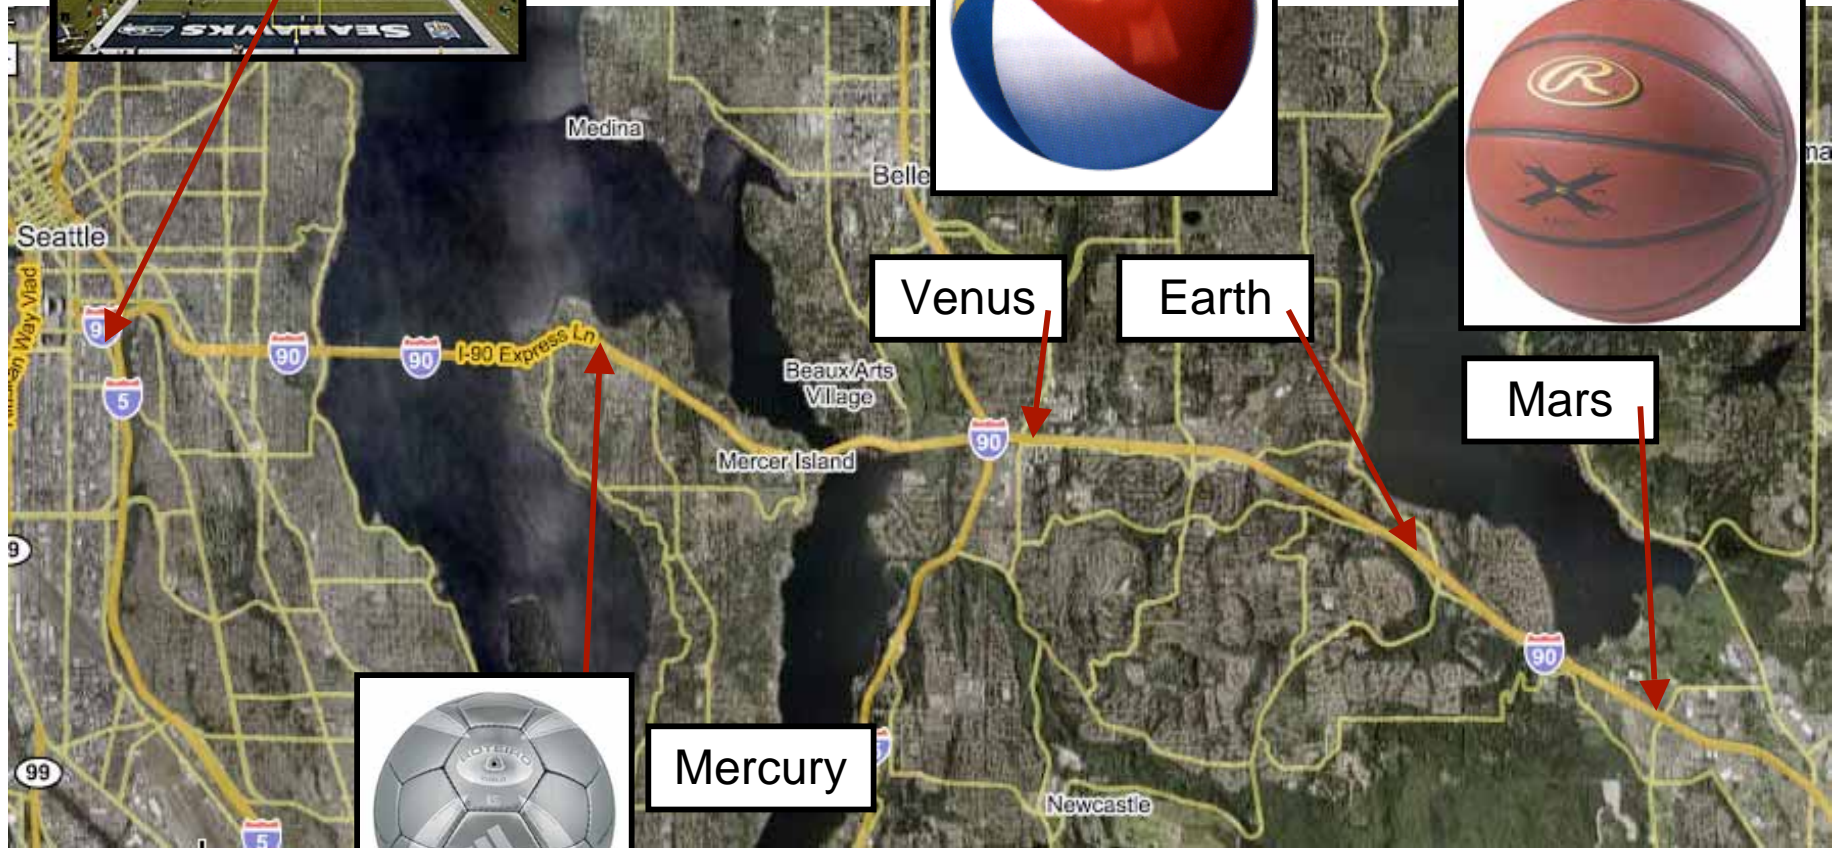 SEAHAWKS
Medina
Belle
R
Seattle
Venus
Earth
90
90
I-90 Express Ln
5
Beaux Arts
Village
Mars
90
Mercer Island
9
90
Mercury
99
Newcastle
5